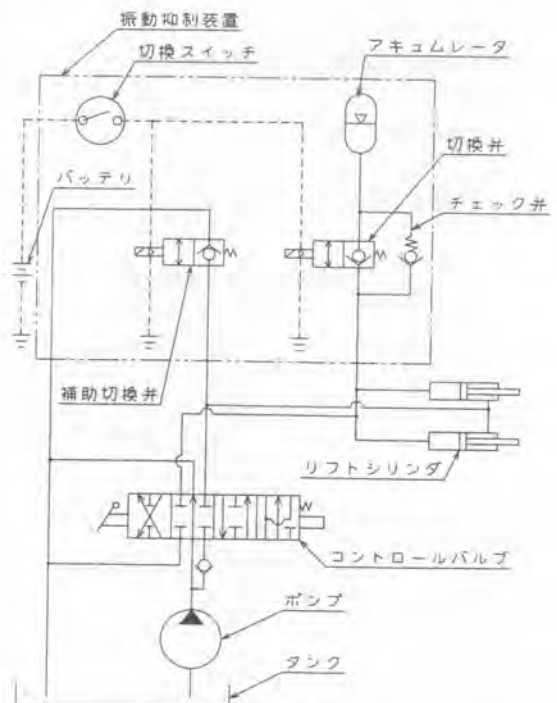 振動抑制装置
切換スイッチ
アキュムレータ
切換弁
バッテリ
チェック弁
補助切換弁
リフトシリンダ
コントロールバルブ
ポンプ
タンク